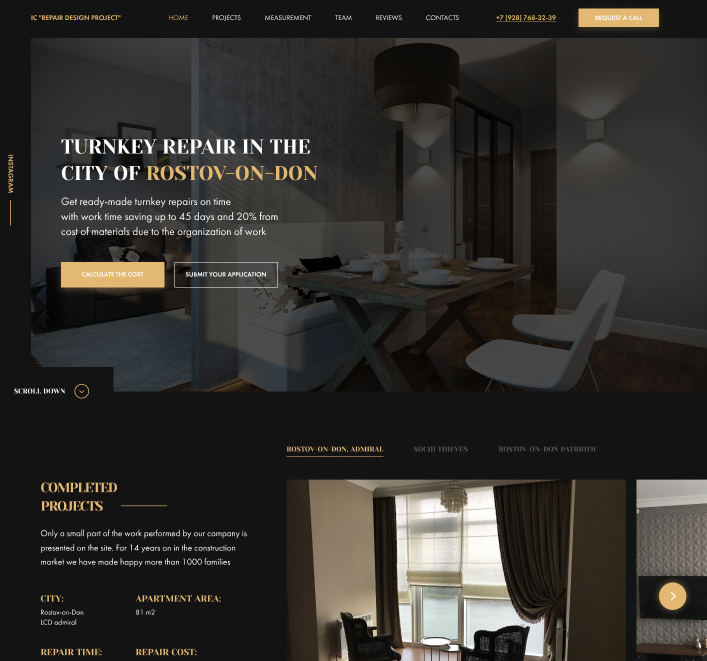 IC "REPAIR DESIGN PROJECT"
HOME
PROJECTS
MEASUREMENT
TEAM
REVIEWS
CONTACTS
+7 (928) 768-32-39
REQUEST A CALL
INSTAGRAM
TURNKEY REPAIR IN THE
CITY OF ROSTOV-ON-DON
Get ready-made turnkey repairs on time
with work time saving up to 45 days and 20% from
cost of materials due to the organization of work
CALCULATE THE COST
SUBMIT YOUR APPLICATION
SCROLL DOWN
ROSTOV-ON-DON, ADMIRAL
SOCHI THIEVES
ROSTOV-ON-DON PATRIOTIC
COMPLETED
PROJECTS
Only a small part of the work performed by our company is
presented on the site. For 14 years on in the construction
market we have made happy more than 1000 families
CITY:
Rostov-on-Don
LCD admiral
APARTMENT AREA:
81 m2
REPAIR TIME:
REPAIR COST: